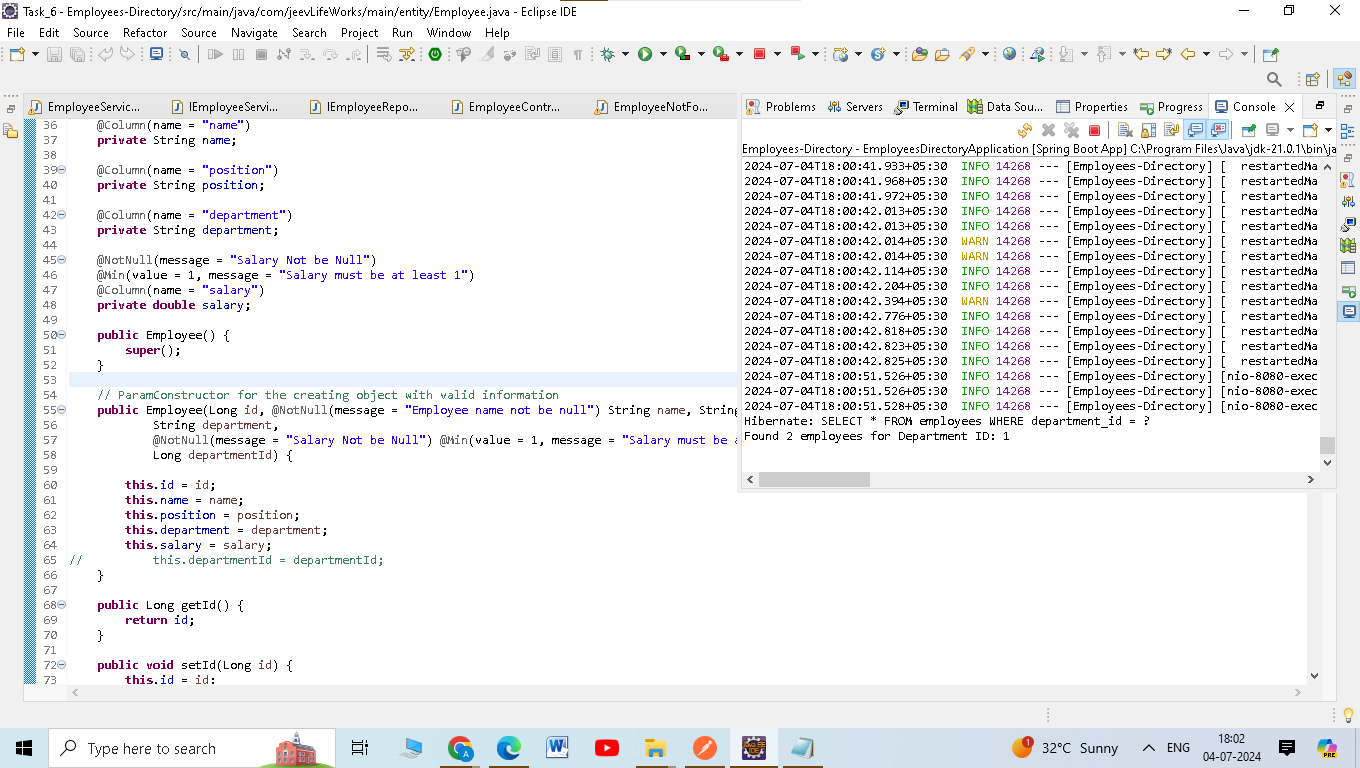 Task_6 - Employees-Directory/src/main/java/com/jeevLifeWorks/main/entity/Employee.java - Eclipse IDE
File Edit Source Refactor Source Navigate Search Project Run Window Help
EmployeeServic... IEmployeeServi... IEmployeeRepo... EmployeeContr... EmployeeNotFo...
36 @Column(name = "name")
37 private String name;
38
39 @Column(name = "position")
40 private String position;
41
42 @Column(name = "department")
43 private String department;
44
45 @NotNull(message = "Salary Not be Null")
46 @Min(value = 1, message = "Salary must be at least 1")
47 @Column(name = "salary")
48 private double salary;
49
50 public Employee() {
51 super();
52 }
53
54 // ParamConstructor for the creating object with valid information
55 public Employee(Long id, @NotNull(message = "Employee name not be null") String name, String
56 String department,
57 @NotNull(message = "Salary Not be Null") @Min(value = 1, message = "Salary must be a
58 Long departmentId) {
59
60 this.id = id;
61 this.name = name;
62 this.position = position;
63 this.department = department;
64 this.salary = salary;
65 // this.departmentId = departmentId;
66 }
67
68 public Long getId() {
69 return id;
70 }
71
72 public void setId(Long id) {
73 this.id = id;
Problems Servers Terminal Data Sou... Properties Progress Console
Employees-Directory - EmployeesDirectoryApplication [Spring Boot App] C:\Program Files\Java\jdk-21.0.1\bin\ja
2024-07-04T18:00:41.933+05:30 INFO 14268 --- [Employees-Directory] [ restartedMa
2024-07-04T18:00:41.968+05:30 INFO 14268 --- [Employees-Directory] [ restartedMa
2024-07-04T18:00:41.972+05:30 INFO 14268 --- [Employees-Directory] [ restartedMa
2024-07-04T18:00:42.013+05:30 INFO 14268 --- [Employees-Directory] [ restartedMa
2024-07-04T18:00:42.013+05:30 INFO 14268 --- [Employees-Directory] [ restartedMa
2024-07-04T18:00:42.014+05:30 WARN 14268 --- [Employees-Directory] [ restartedMa
2024-07-04T18:00:42.014+05:30 WARN 14268 --- [Employees-Directory] [ restartedMa
2024-07-04T18:00:42.114+05:30 INFO 14268 --- [Employees-Directory] [ restartedMa
2024-07-04T18:00:42.204+05:30 INFO 14268 --- [Employees-Directory] [ restartedMa
2024-07-04T18:00:42.394+05:30 WARN 14268 --- [Employees-Directory] [ restartedMa
2024-07-04T18:00:42.776+05:30 INFO 14268 --- [Employees-Directory] [ restartedMa
2024-07-04T18:00:42.818+05:30 INFO 14268 --- [Employees-Directory] [ restartedMa
2024-07-04T18:00:42.823+05:30 INFO 14268 --- [Employees-Directory] [ restartedMa
2024-07-04T18:00:42.825+05:30 INFO 14268 --- [Employees-Directory] [ restartedMa
2024-07-04T18:00:51.526+05:30 INFO 14268 --- [Employees-Directory] [nio-8080-exec
2024-07-04T18:00:51.526+05:30 INFO 14268 --- [Employees-Directory] [nio-8080-exec
2024-07-04T18:00:51.528+05:30 INFO 14268 --- [Employees-Directory] [nio-8080-exec
Hibernate: SELECT * FROM employees WHERE department_id = ?
Found 2 employees for Department ID: 1
Type here to search
32°C Sunny
ENG
18:02
04-07-2024